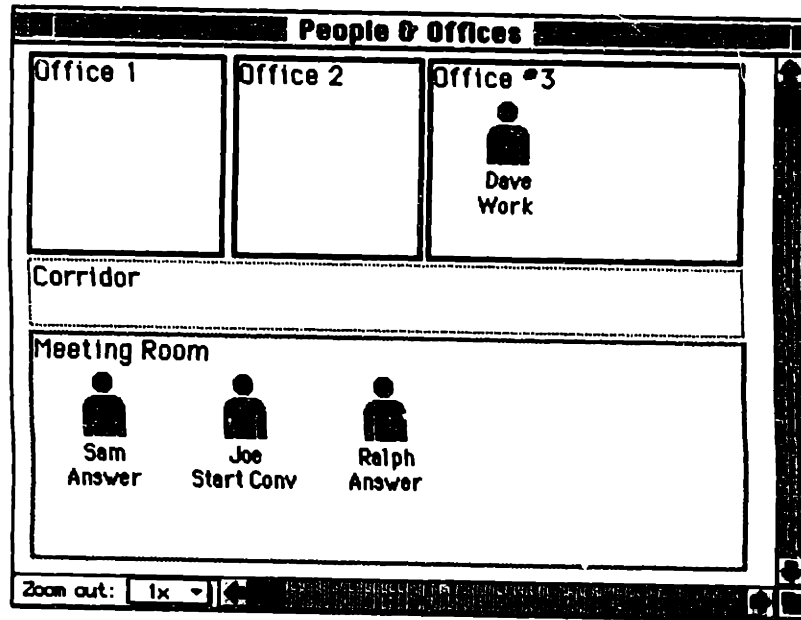 People & Offices
Office 1
Office 2
Office #3
Dave
Work
Corridor
Meeting Room
Sam
Answer
Joe
Start Conv
Ralph
Answer
Zoom out: 1x